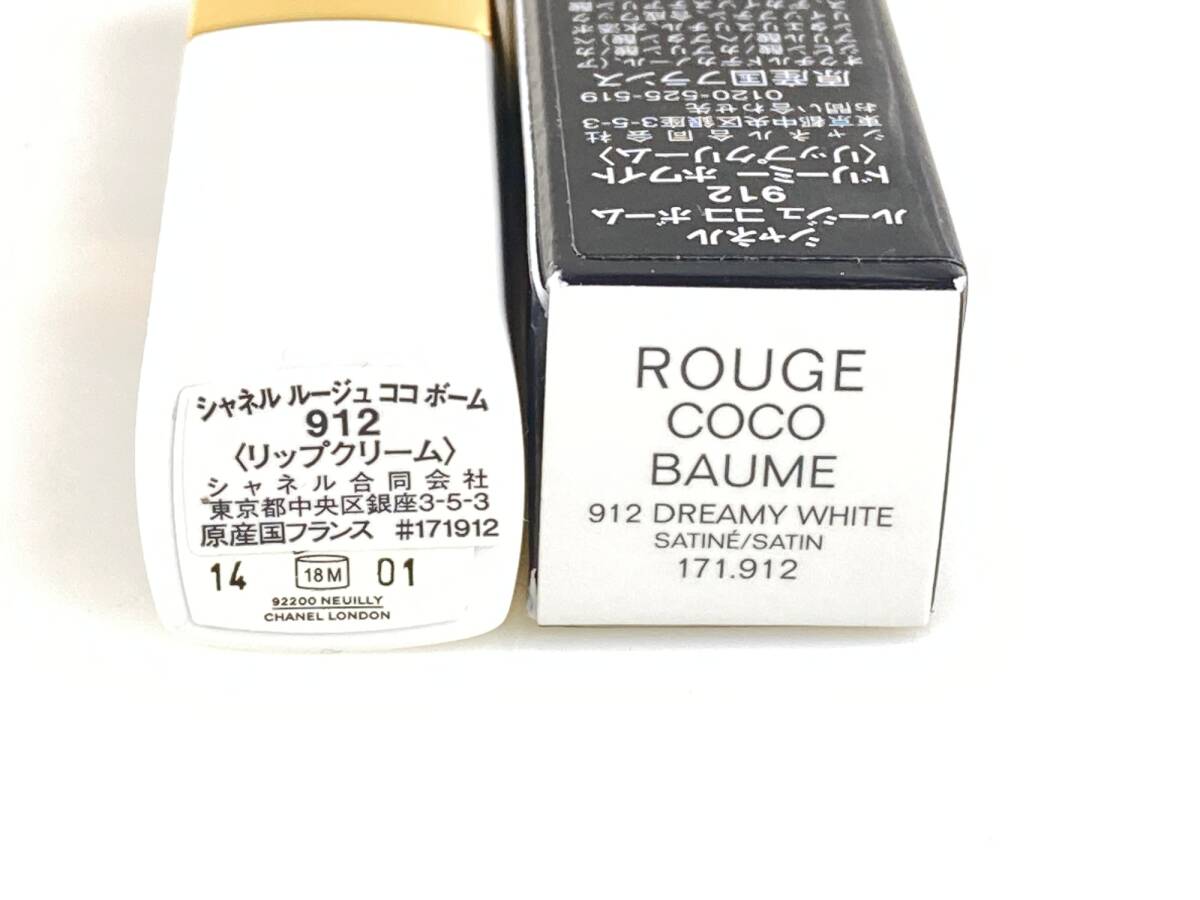 シャネル ルージュ ココ ボーム
912
〈リップクリーム〉
シャネル合同会社
東京都中央区銀座3-5-3
原産国フランス #171912
14 18M 01
92200 NEUILLY
CHANEL LONDON
シャネル
ルージュ ココ ボーム
912
ドリーミー ホワイト
〈リップクリーム〉
シャネル合同会社
東京都中央区銀座3-5-3
お問い合わせ先
0120-525-519
原産国フランス
ROUGE
COCO
BAUME
912 DREAMY WHITE
SATINÉ/SATIN
171.912